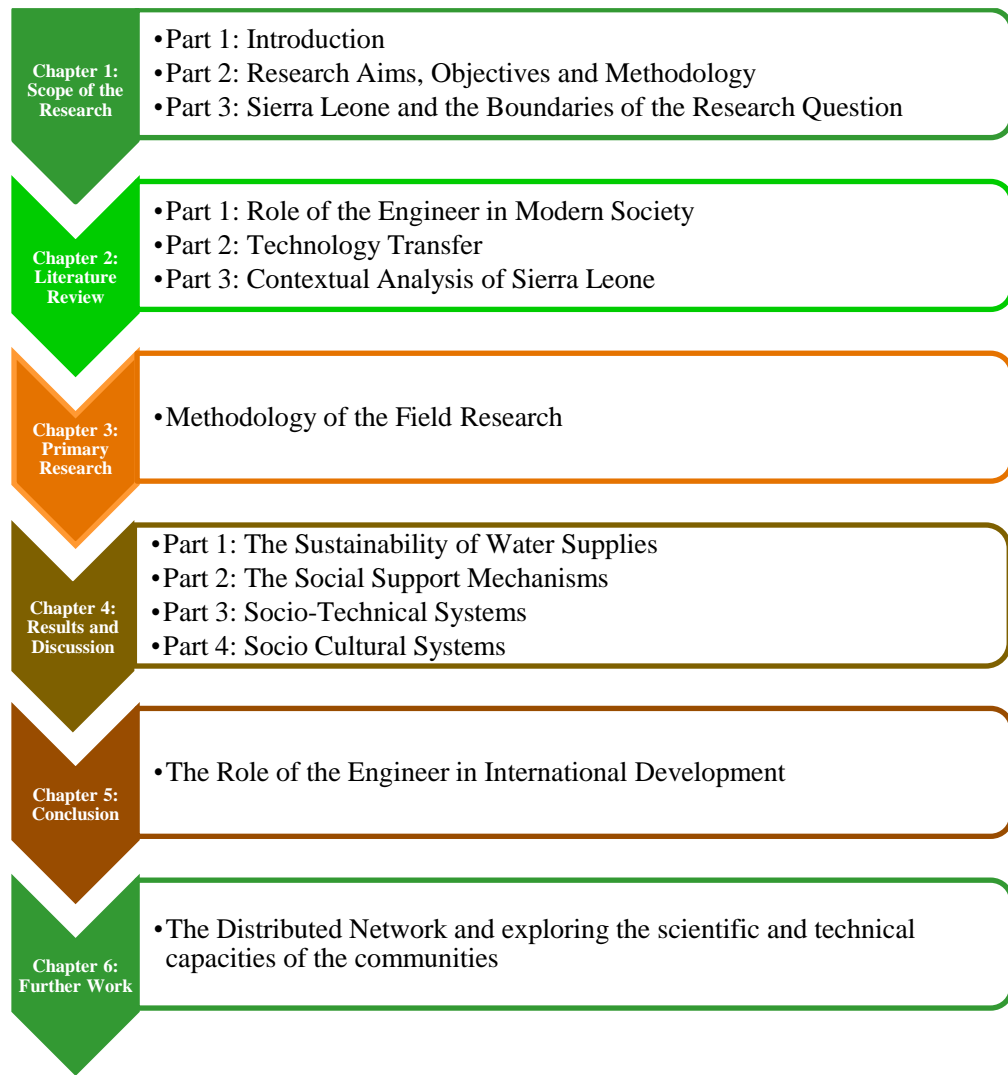 Chapter 1:
Scope of the
Research
•Part 1: Introduction
•Part 2: Research Aims, Objectives and Methodology
•Part 3: Sierra Leone and the Boundaries of the Research Question
Chapter 2:
Literature
Review
•Part 1: Role of the Engineer in Modern Society
•Part 2: Technology Transfer
•Part 3: Contextual Analysis of Sierra Leone
Chapter 3:
Primary
Research
•Methodology of the Field Research
Chapter 4:
Results and
Discussion
•Part 1: The Sustainability of Water Supplies
•Part 2: The Social Support Mechanisms
•Part 3: Socio-Technical Systems
•Part 4: Socio Cultural Systems
Chapter 5:
Conclusion
•The Role of the Engineer in International Development
Chapter 6:
Further Work
•The Distributed Network and exploring the scientific and technical
capacities of the communities